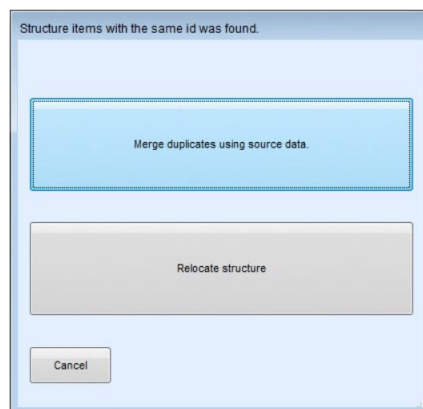 Structure items with the same id was found.
Merge duplicates using source data.
Relocate structure
Cancel